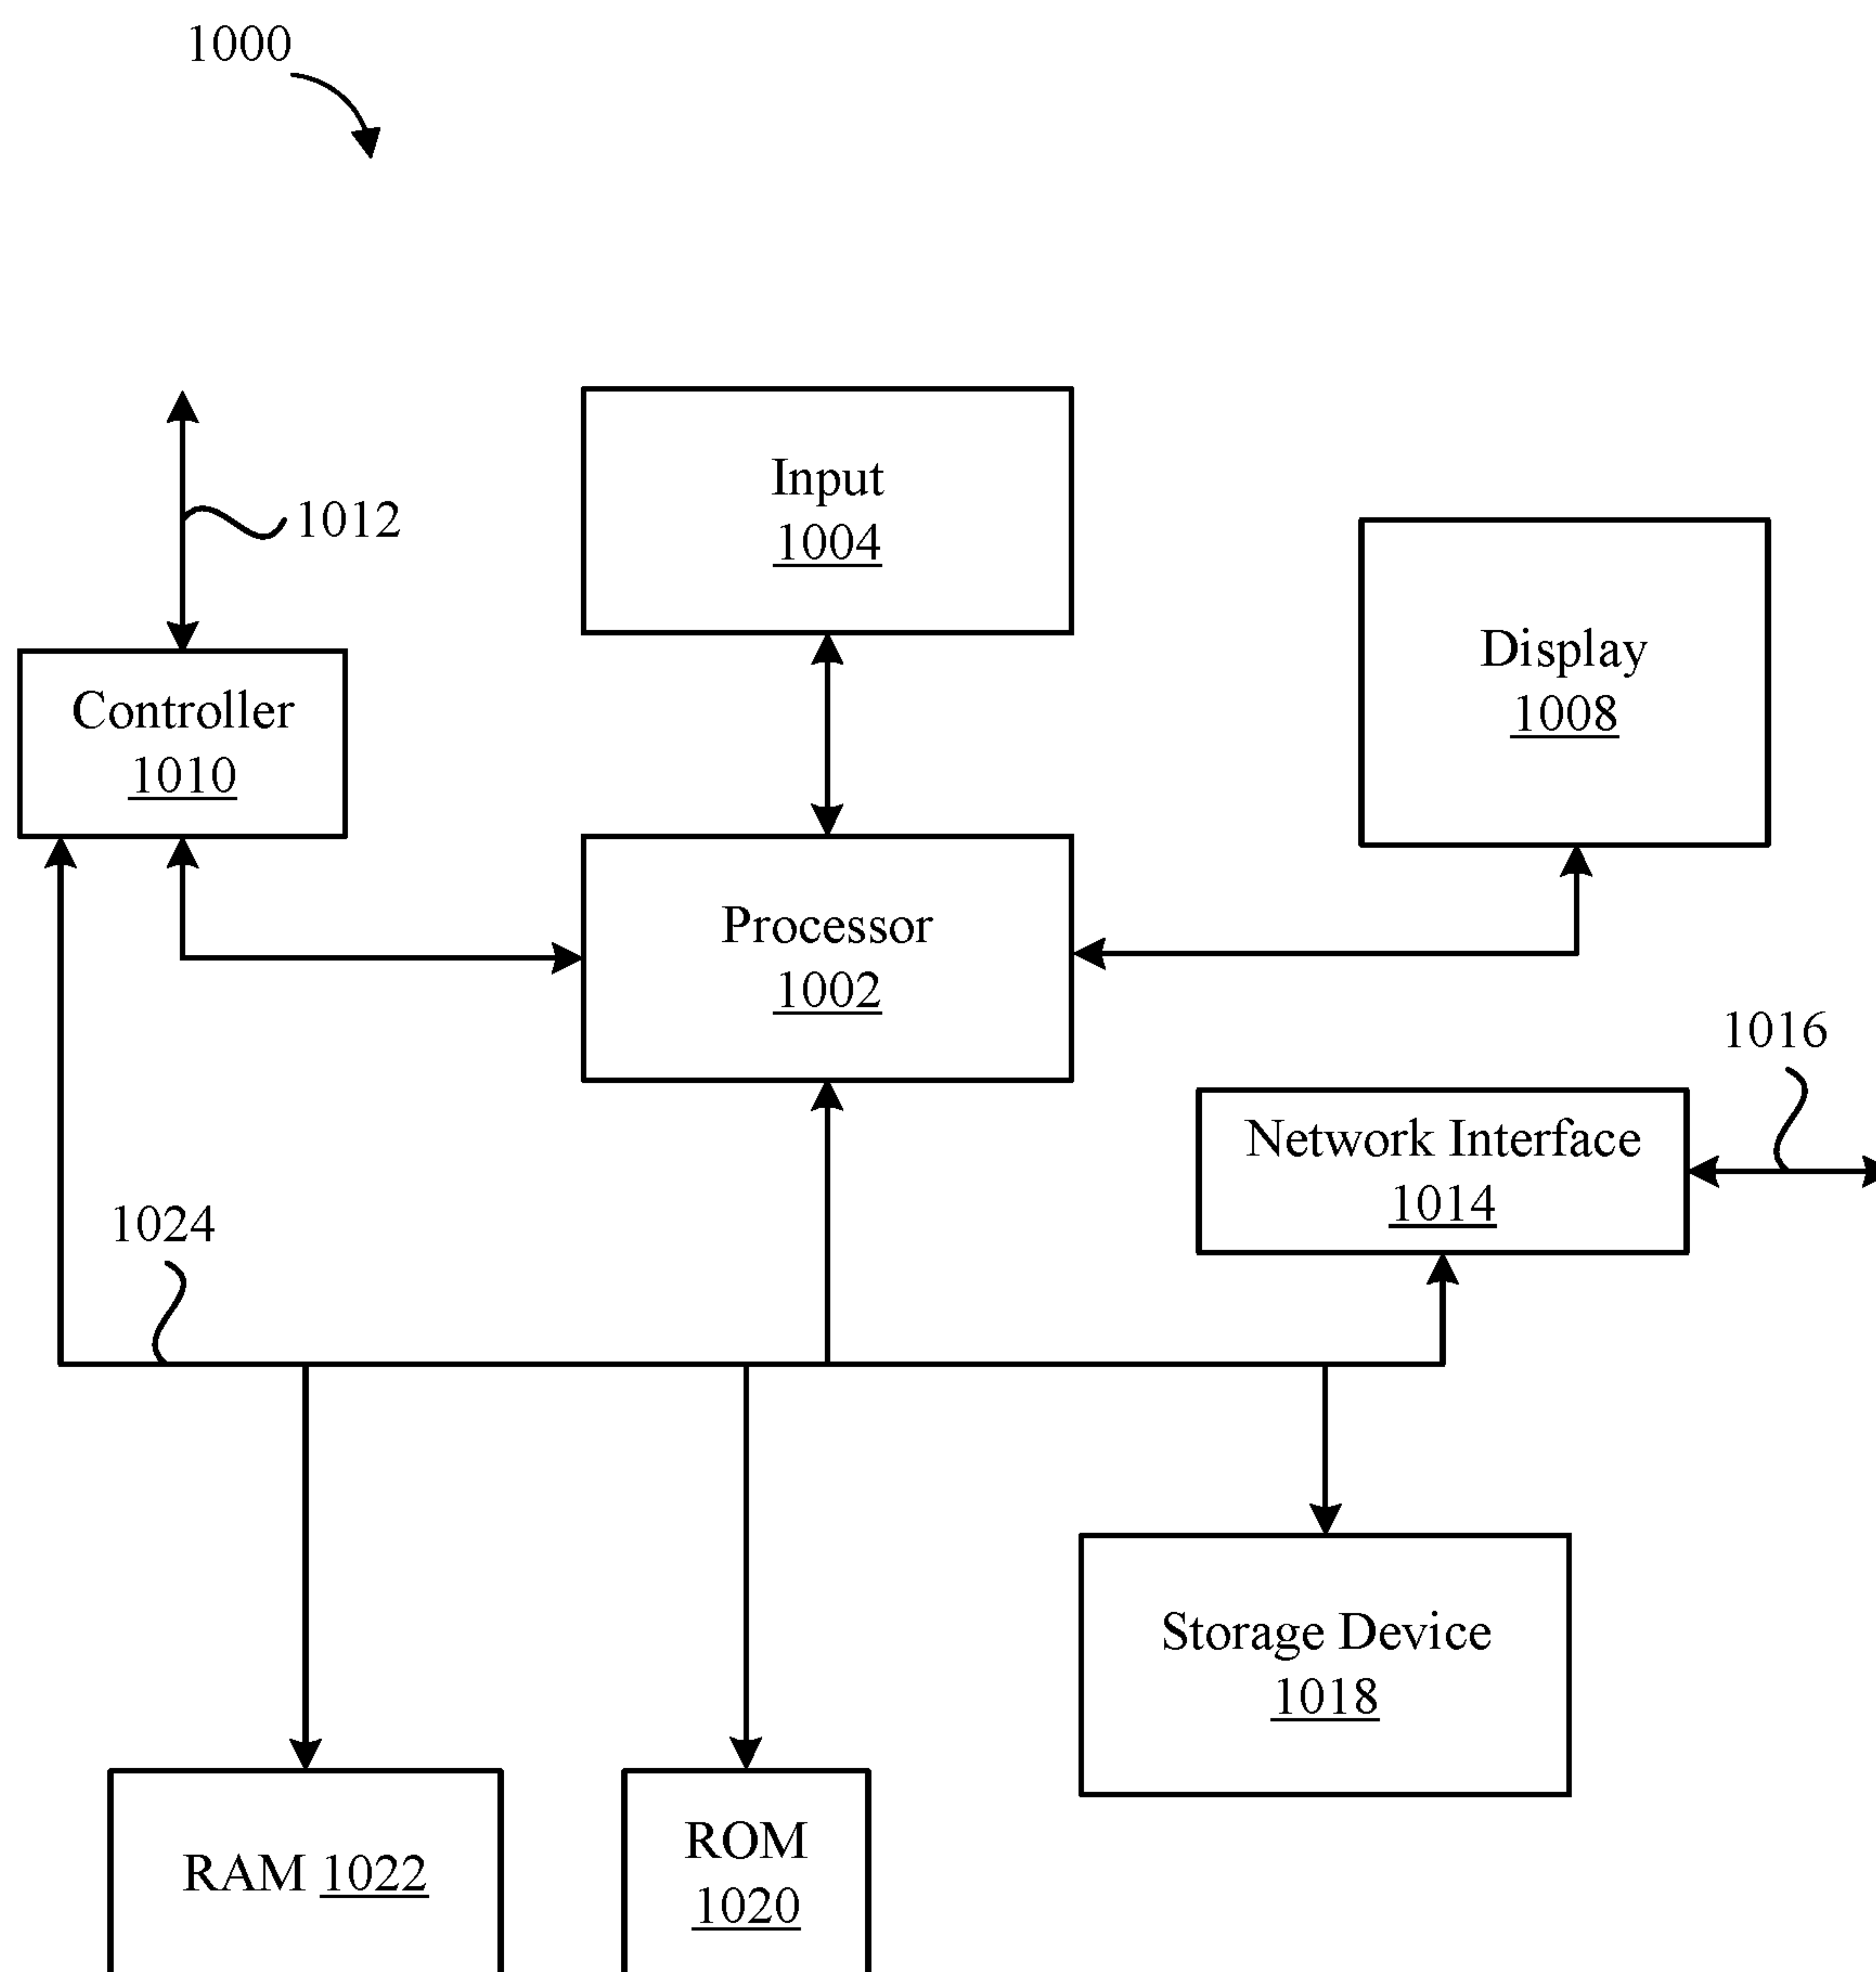 1000
Input
1004
1012
Display
1008
Controller
1010
Processor
1002
1016
Network Interface
1014
1024
Storage Device
1018
RAM 1022
ROM
1020